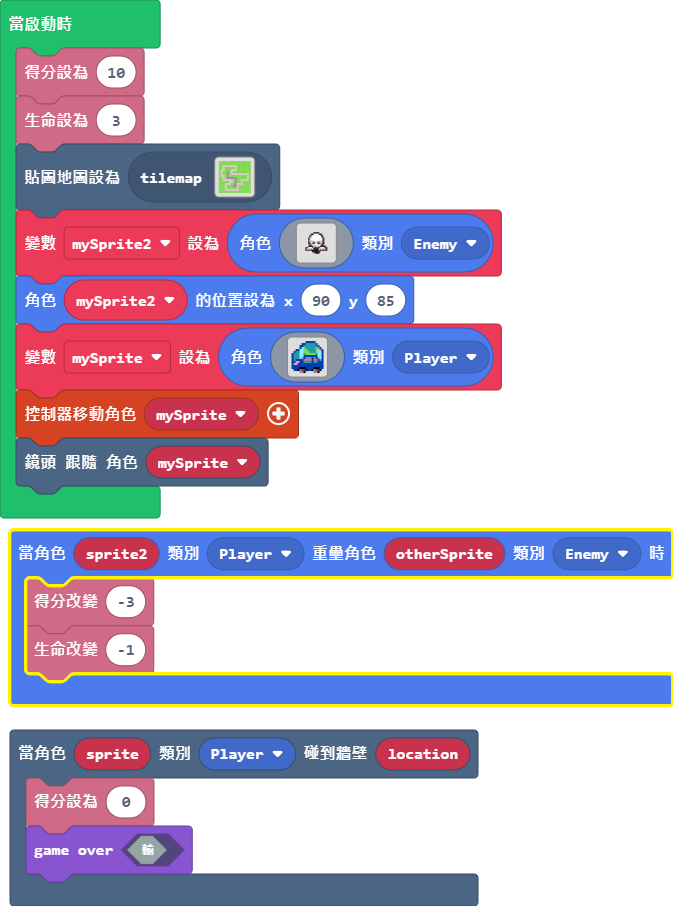 當啟動時
得分設為 10
生命設為 3
貼圖地圖設為 tilemap
變數 mySprite2 設為 角色 類別 Enemy
角色 mySprite2 的位置設為 x 90 y 85
變數 mySprite 設為 角色 類別 Player
控制器移動角色 mySprite
鏡頭 跟隨 角色 mySprite
當角色 sprite2 類別 Player 重疊角色 otherSprite 類別 Enemy 時
得分改變 -3
生命改變 -1
當角色 sprite 類別 Player 碰到牆壁 location
得分設為 0
game over 輸